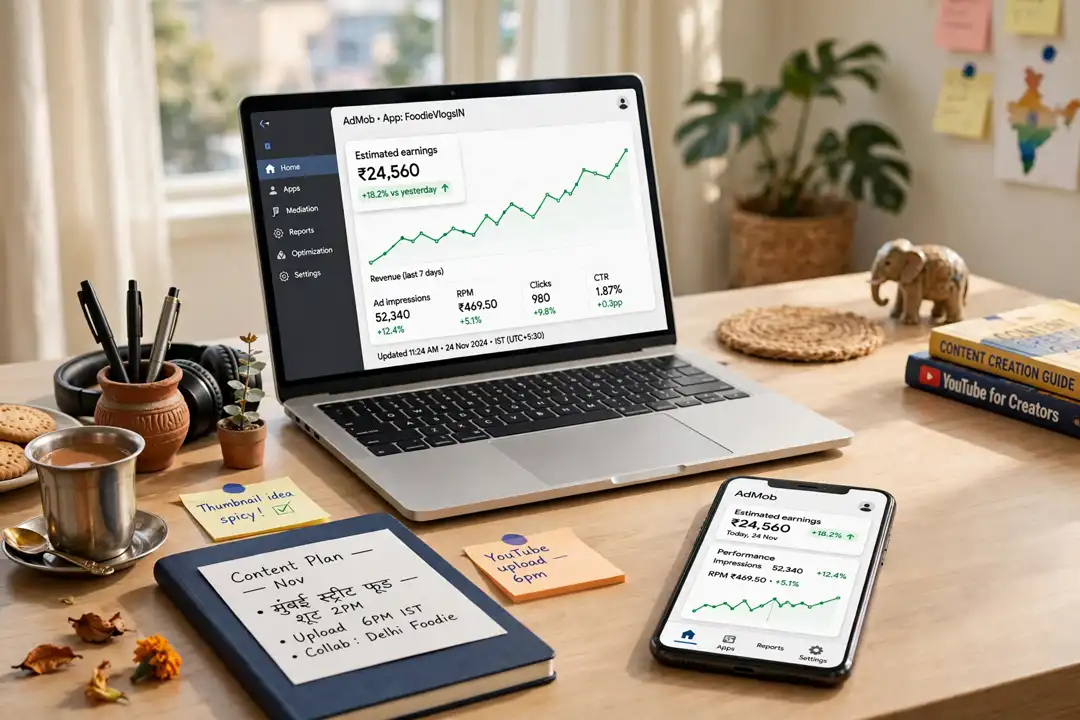 AdMob • App: FoodieVlogsIN
Estimated earnings
₹24,560
+18.2% vs yesterday ↑
Home
Apps
Mediation
Reports
Optimization
Settings
Revenue (last 7 days)
Ad impressions
52,340
+12.4%
RPM
₹469.50
+5.1%
Clicks
980
+9.8%
CTR
1.87%
+0.3pp
Updated 11:24 AM • 24 Nov 2024 • IST (UTC+5:30)
CONTENT CREATION GUIDE
YouTube for Creators
Thumbnail idea
spicy!
Content Plan —
— Nov
• मुंबई स्ट्रीट फूड —
शूट 2PM
• Upload 6PM IST
• Collab: Delhi Foodie
YouTube —
upload
6pm
AdMob
Estimated earnings
₹24,560
+18.2% ↑
Today, 24 Nov
Performance
Impressions 52,340 +12.4%
RPM ₹469.50 • +5.1%
Apps
Reports
Settings